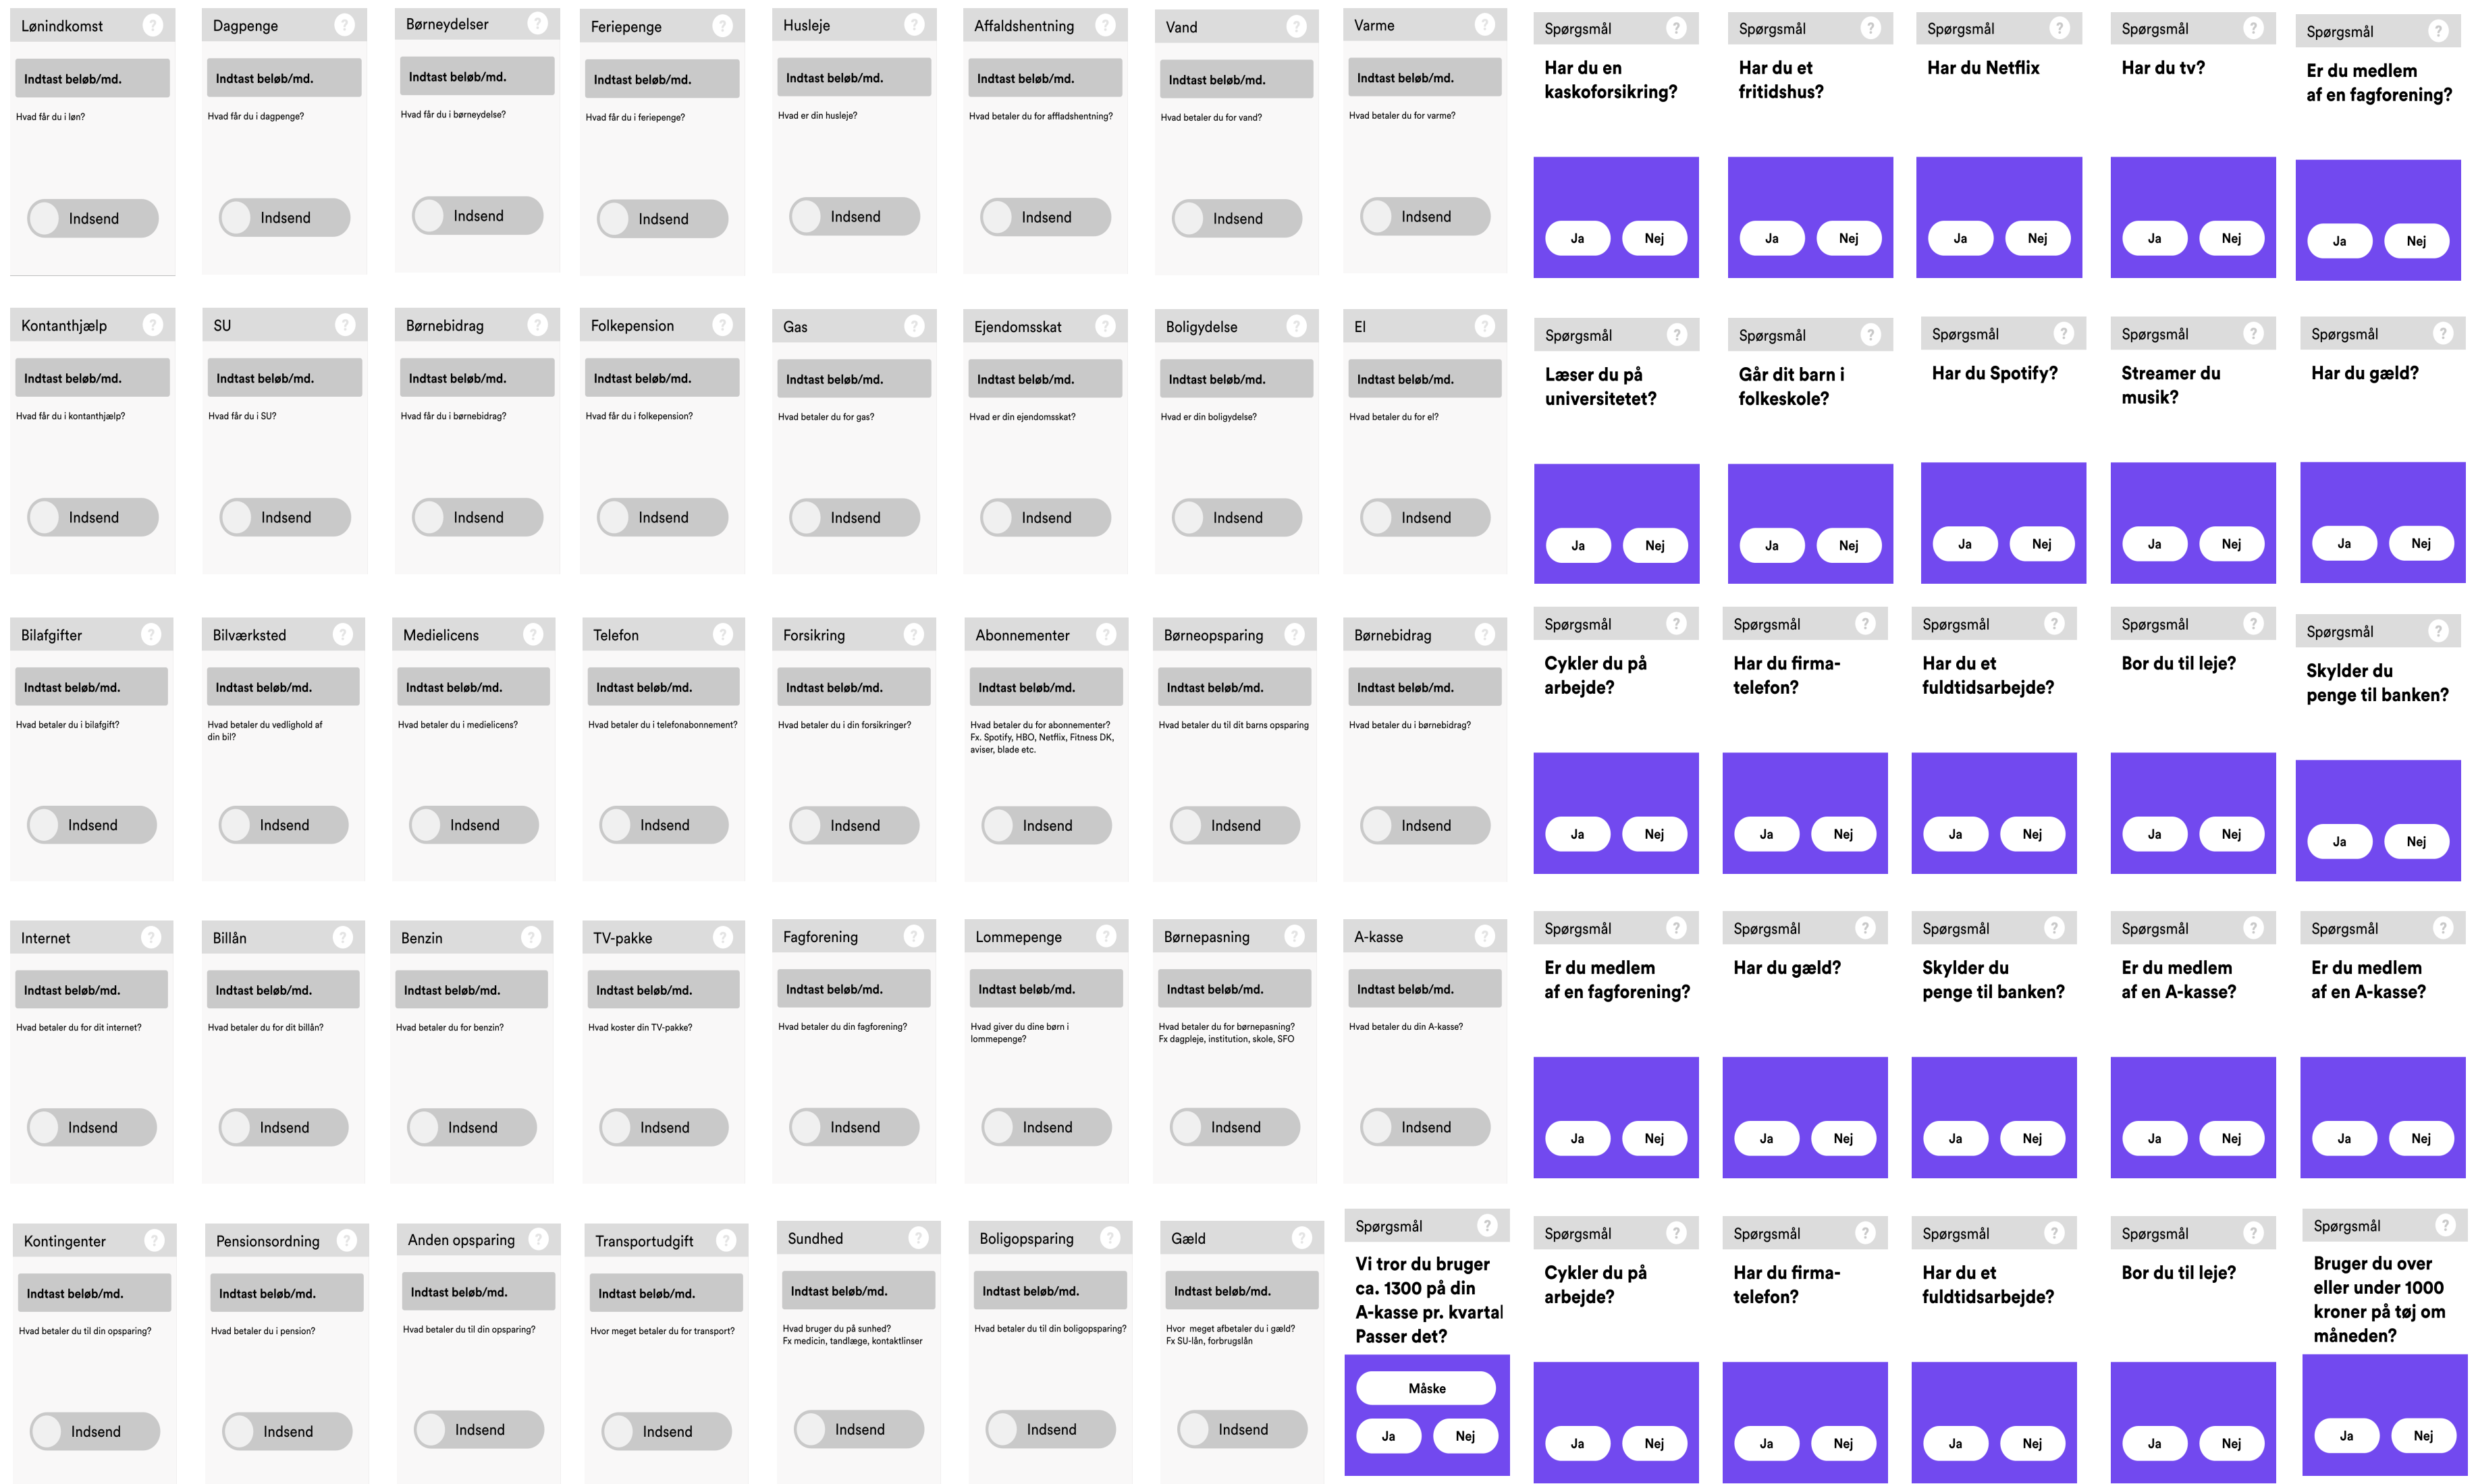 Lønindkomst ?
Indtast beløb/md.
Hvad får du i løn?
Indsend
Dagpenge ?
Indtast beløb/md.
Hvad får du i dagpenge?
Indsend
Børneydelser ?
Indtast beløb/md.
Hvad får du i børneydelse?
Indsend
Feriepenge ?
Indtast beløb/md.
Hvad får du i feriepenge?
Indsend
Husleje ?
Indtast beløb/md.
Hvad er din husleje?
Indsend
Affaldshentning ?
Indtast beløb/md.
Hvad betaler du for affladshentning?
Indsend
Vand ?
Indtast beløb/md.
Hvad betaler du for vand?
Indsend
Varme ?
Indtast beløb/md.
Hvad betaler du for varme?
Indsend
Spørgsmål ?
Har du en
kaskoforsikring?
Ja Nej
Spørgsmål ?
Har du et
fritidshus?
Ja Nej
Spørgsmål ?
Har du Netflix
Ja Nej
Spørgsmål ?
Har du tv?
Ja Nej
Spørgsmål ?
Er du medlem
af en fagforening?
Ja Nej
Kontanthjælp ?
Indtast beløb/md.
Hvad får du i kontanthjælp?
Indsend
SU ?
Indtast beløb/md.
Hvad får du i SU?
Indsend
Børnebidrag ?
Indtast beløb/md.
Hvad får du i børnebidrag?
Indsend
Folkepension ?
Indtast beløb/md.
Hvad får du i folkepension?
Indsend
Gas ?
Indtast beløb/md.
Hvad betaler du for gas?
Indsend
Ejendomsskat ?
Indtast beløb/md.
Hvad er din ejendomsskat?
Indsend
Boligydelse ?
Indtast beløb/md.
Hvad er din boligydelse?
Indsend
El ?
Indtast beløb/md.
Hvad betaler du for el?
Indsend
Spørgsmål ?
Læser du på
universitetet?
Ja Nej
Spørgsmål ?
Går dit barn i
folkeskole?
Ja Nej
Spørgsmål ?
Har du Spotify?
Ja Nej
Spørgsmål ?
Streamer du
musik?
Ja Nej
Spørgsmål ?
Har du gæld?
Ja Nej
Bilafgifter ?
Indtast beløb/md.
Hvad betaler du i bilafgift?
Indsend
Bilværksted ?
Indtast beløb/md.
Hvad betaler du vedlighold af
din bil?
Indsend
Medielicens ?
Indtast beløb/md.
Hvad betaler du i medielicens?
Indsend
Telefon ?
Indtast beløb/md.
Hvad betaler du i telefonabonnement?
Indsend
Forsikring ?
Indtast beløb/md.
Hvad betaler du i din forsikringer?
Indsend
Abonnementer ?
Indtast beløb/md.
Hvad betaler du for abonnementer?
Fx. Spotify, HBO, Netflix, Fitness DK,
aviser, blade etc.
Indsend
Børneopsparing ?
Indtast beløb/md.
Hvad betaler du til dit barns opsparing
Indsend
Børnebidrag ?
Indtast beløb/md.
Hvad betaler du i børnebidrag?
Indsend
Spørgsmål ?
Cykler du på
arbejde?
Ja Nej
Spørgsmål ?
Har du firma-
telefon?
Ja Nej
Spørgsmål ?
Har du et
fuldtidsarbejde?
Ja Nej
Spørgsmål ?
Bor du til leje?
Ja Nej
Spørgsmål ?
Skylder du
penge til banken?
Ja Nej
Internet ?
Indtast beløb/md.
Hvad betaler du for dit internet?
Indsend
Billån ?
Indtast beløb/md.
Hvad betaler du for dit billån?
Indsend
Benzin ?
Indtast beløb/md.
Hvad betaler du for benzin?
Indsend
TV-pakke ?
Indtast beløb/md.
Hvad koster din TV-pakke?
Indsend
Fagforening ?
Indtast beløb/md.
Hvad betaler du din fagforening?
Indsend
Lommepenge ?
Indtast beløb/md.
Hvad giver du dine børn i
lommepenge?
Indsend
Børnepasning ?
Indtast beløb/md.
Hvad betaler du for børnepasning?
Fx dagpleje, institution, skole, SFO
Indsend
A-kasse ?
Indtast beløb/md.
Hvad betaler du din A-kasse?
Indsend
Spørgsmål ?
Er du medlem
af en fagforening?
Ja Nej
Spørgsmål ?
Har du gæld?
Ja Nej
Spørgsmål ?
Skylder du
penge til banken?
Ja Nej
Spørgsmål ?
Er du medlem
af en A-kasse?
Ja Nej
Spørgsmål ?
Er du medlem
af en A-kasse?
Ja Nej
Kontingenter ?
Indtast beløb/md.
Hvad betaler du til din opsparing?
Indsend
Pensionsordning ?
Indtast beløb/md.
Hvad betaler du i pension?
Indsend
Anden opsparing ?
Indtast beløb/md.
Hvad betaler du til din opsparing?
Indsend
Transportudgift ?
Indtast beløb/md.
Hvor meget betaler du for transport?
Indsend
Sundhed ?
Indtast beløb/md.
Hvad bruger du på sunhed?
Fx medicin, tandlæge, kontaktlinser
Indsend
Boligopsparing ?
Indtast beløb/md.
Hvad betaler du til din boligopsparing?
Indsend
Gæld ?
Indtast beløb/md.
Hvor meget afbetaler du i gæld?
Fx SU-lån, forbrugslån
Indsend
Spørgsmål ?
Vi tror du bruger
ca. 1300 på din
A-kasse pr. kvartal
Passer det?
Måske
Ja Nej
Spørgsmål ?
Cykler du på
arbejde?
Ja Nej
Spørgsmål ?
Har du firma-
telefon?
Ja Nej
Spørgsmål ?
Har du et
fuldtidsarbejde?
Ja Nej
Spørgsmål ?
Bor du til leje?
Ja Nej
Spørgsmål ?
Bruger du over
eller under 1000
kroner på tøj om
måneden?
Ja Nej